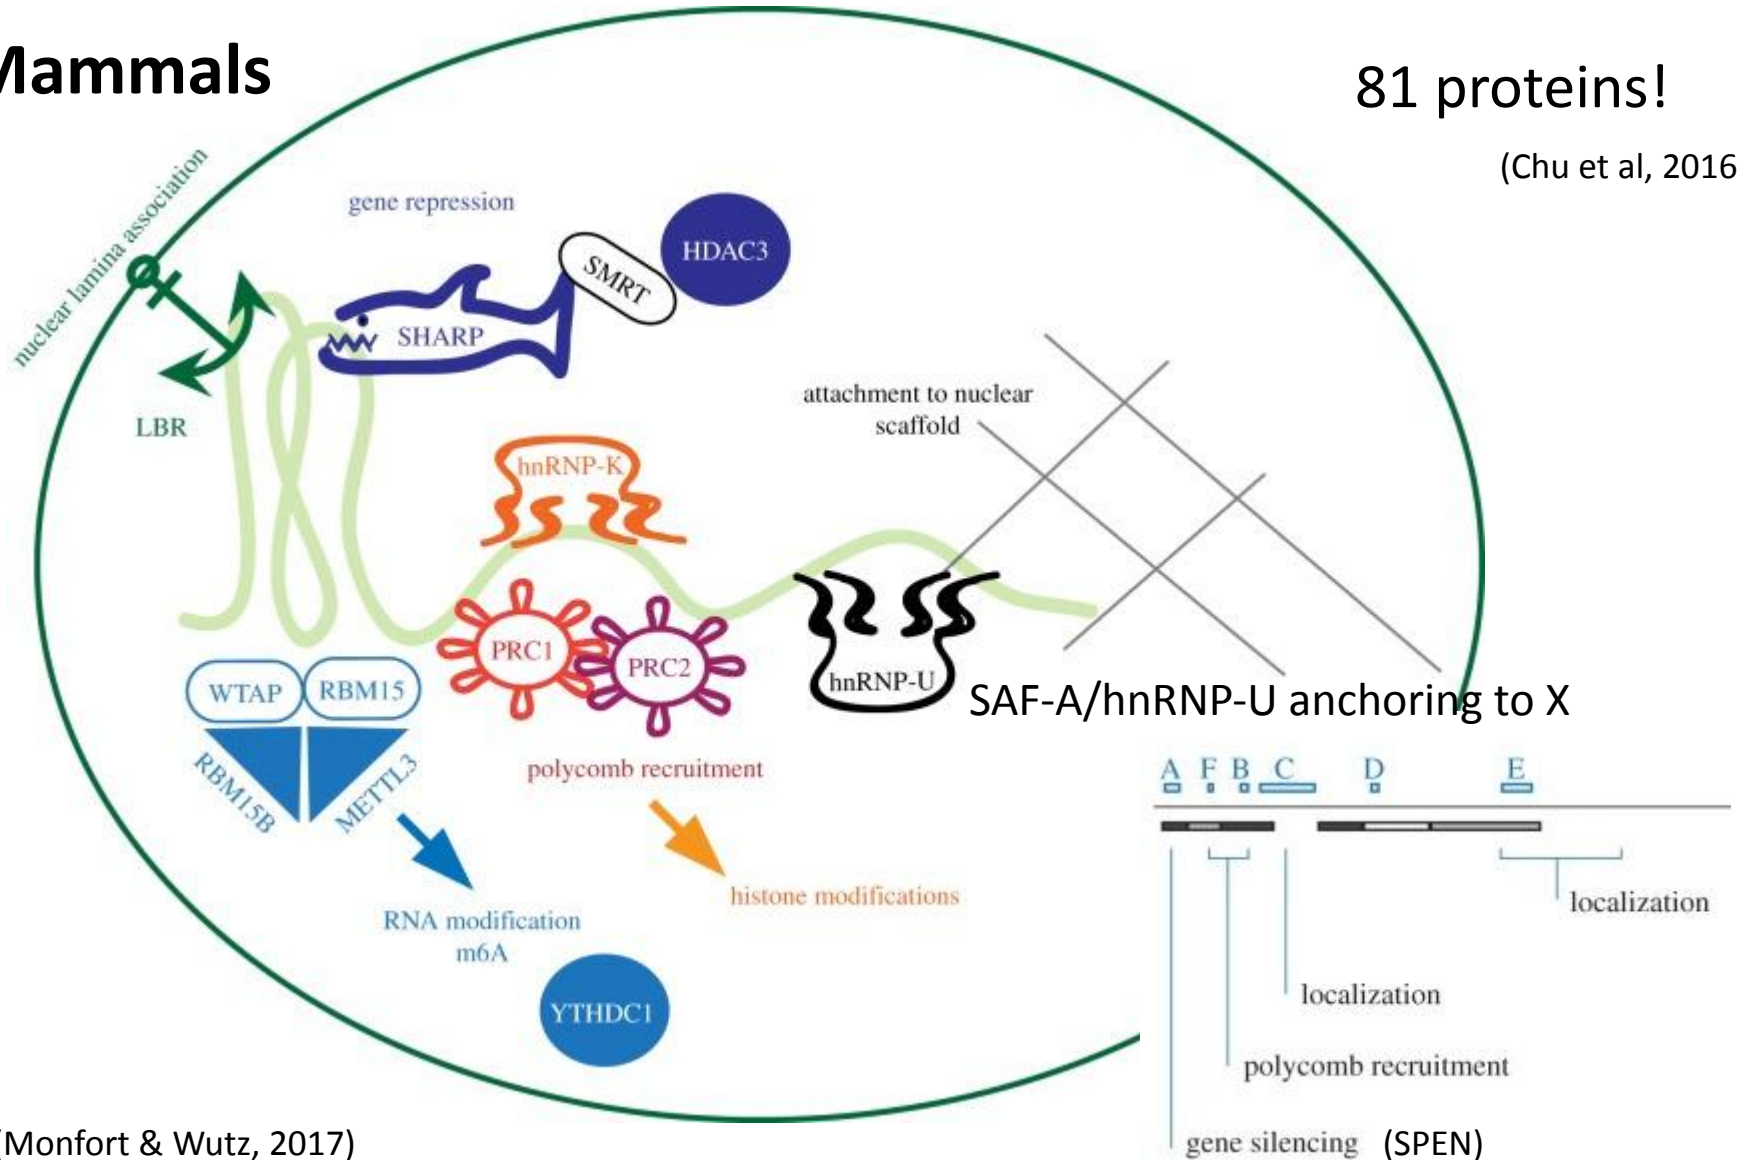 Mammals
81 proteins!
(Chu et al, 2016
nuclear lamina association
gene repression
HDAC3
SMRT
SHARP
LBR
attachment to nuclear
scaffold
hnRNP-K
PRC1
PRC2
hnRNP-U
SAF-A/hnRNP-U anchoring to X
WTAP
RBM15
RBM15B
METTL3
polycomb recruitment
histone modifications
RNA modification
m6A
YTHDC1
A F B C D E
localization
localization
polycomb recruitment
gene silencing (SPEN)
(Monfort & Wutz, 2017)